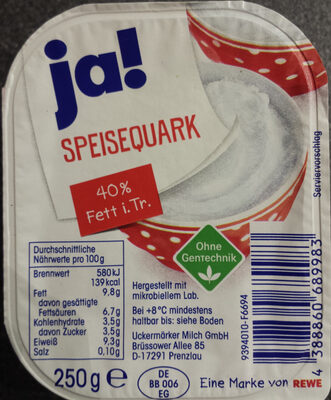 ja!
SPEISEQUARK
40%
Fett i.Tr.
Serviervorschlag
Ohne
Gentechnik
Durchschnittliche
Nährwerte pro 100g
Brennwert 580kJ
139kcal
Fett 9,8g
davon gesättigte
Fettsäuren 6,7g
Kohlenhydrate 3,5g
davon Zucker 3,5g
Eiweiß 9,3g
Salz 0,10g
Hergestellt mit
mikrobiellem Lab.
Bei +8°C mindestens
haltbar bis: siehe Boden
Uckermärker Milch GmbH
Brüssower Allee 85
D-17291 Prenzlau
9394010-F6694
4 388860 689983
250g e
DE
BB 006
EG
Eine Marke von REWE